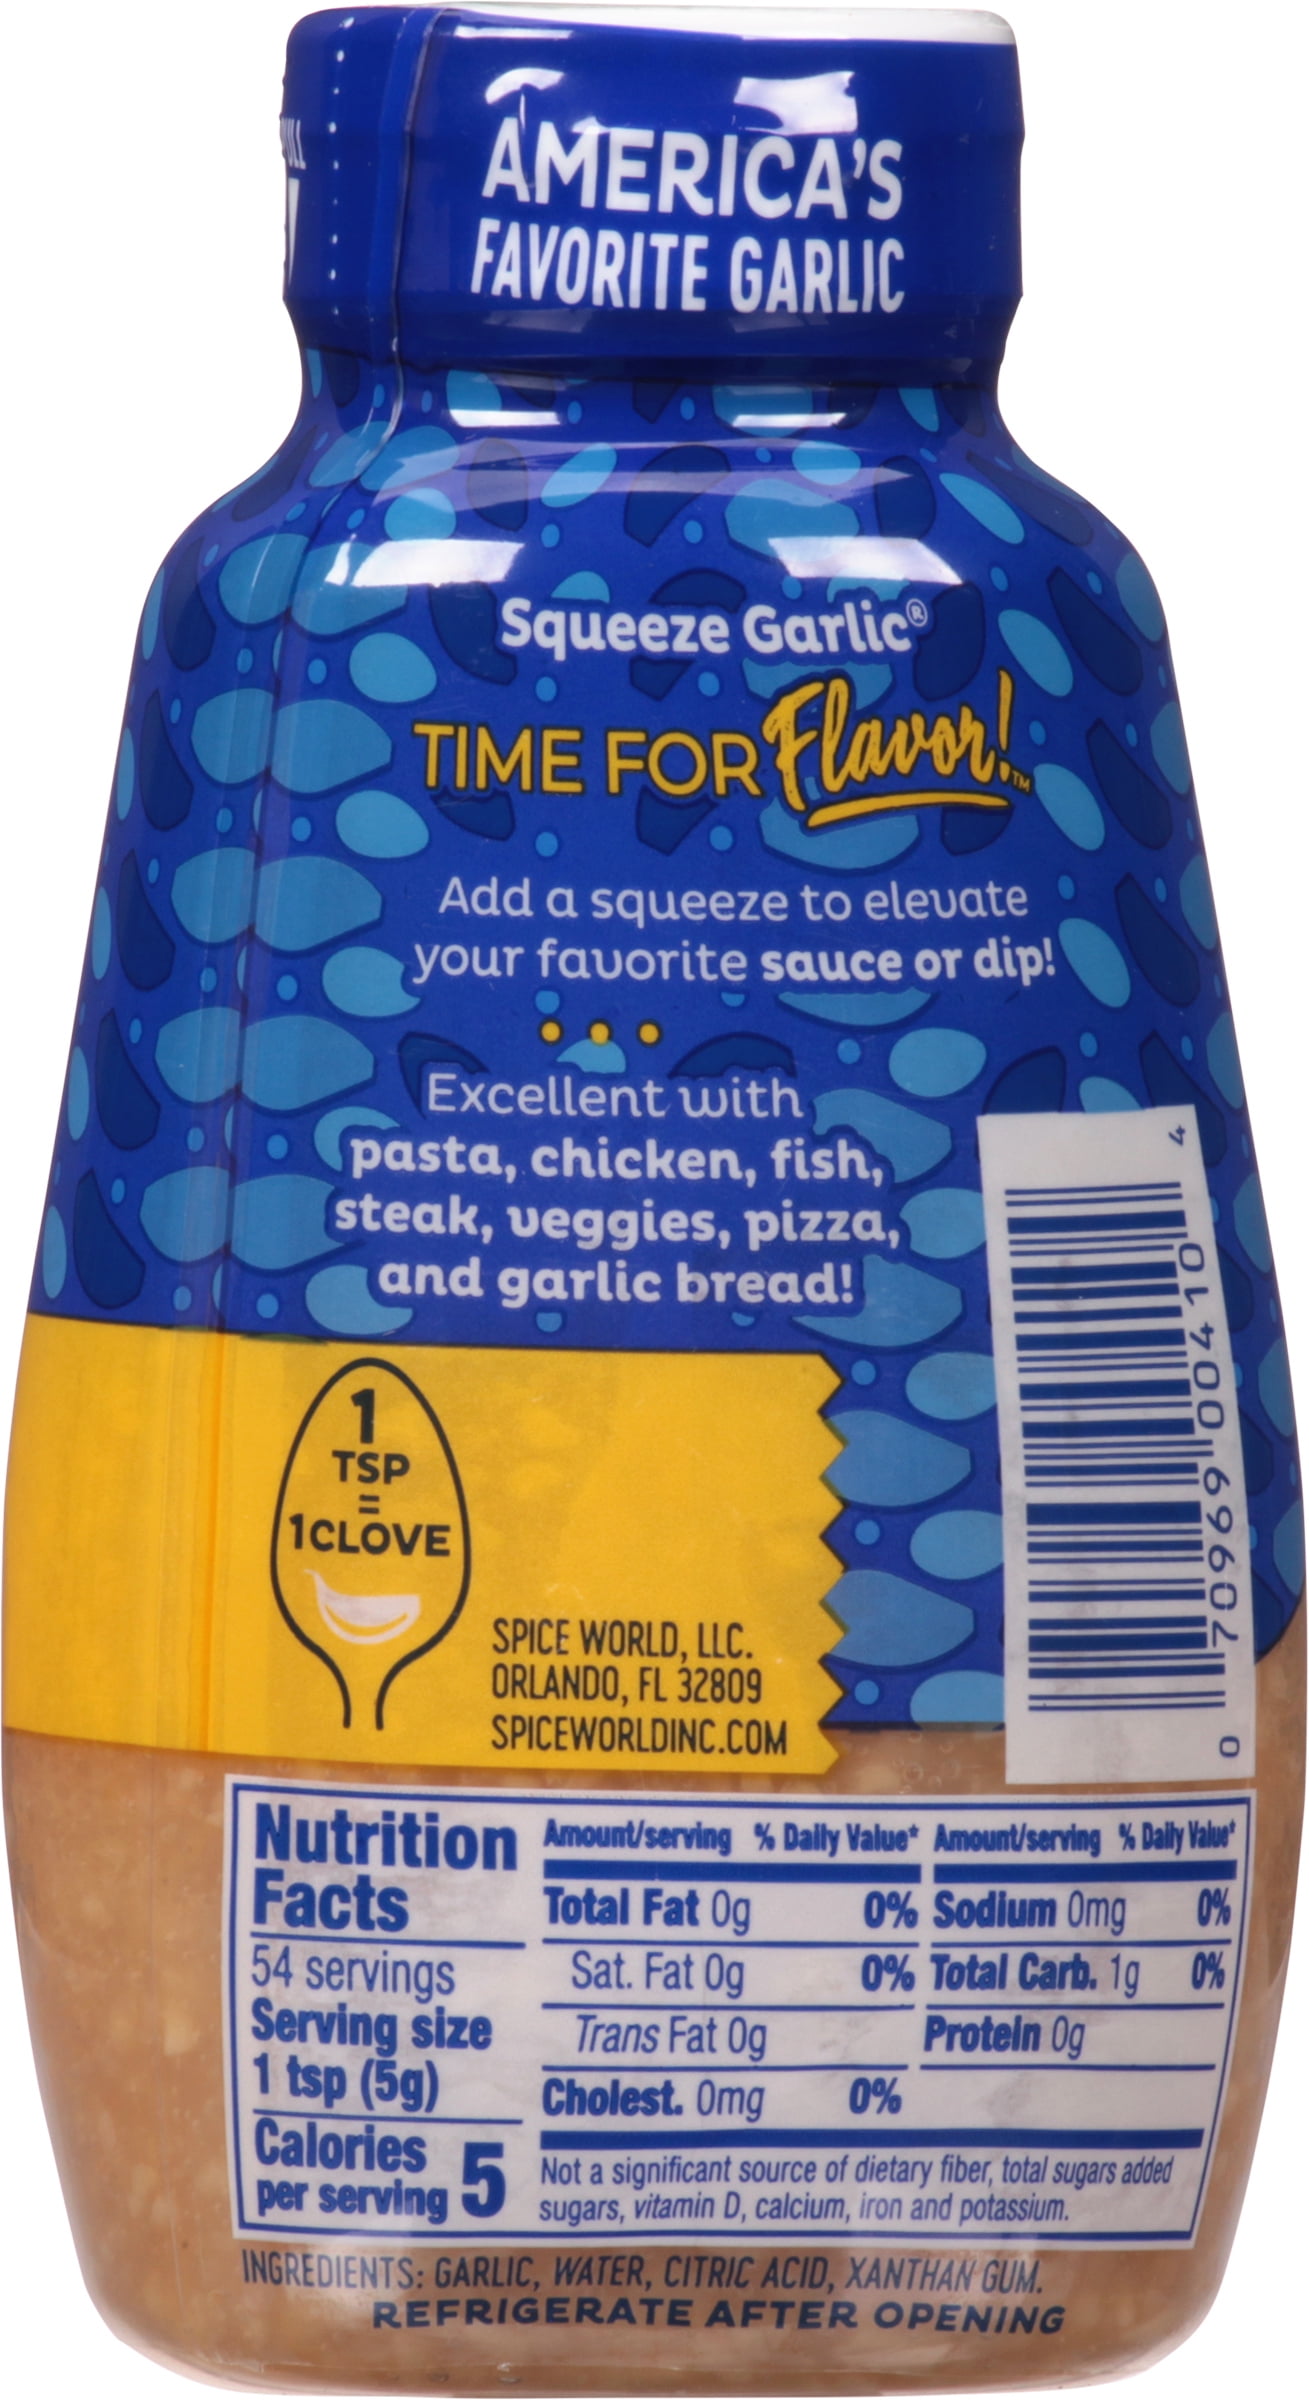 AMERICA'S
FAVORITE GARLIC
Squeeze Garlic®
TIME FOR Flavor!™
Add a squeeze to elevate
your favorite sauce or dip!
Excellent with
pasta, chicken, fish,
steak, veggies, pizza,
and garlic bread!
1
TSP
=
1 CLOVE
SPICE WORLD, LLC.
ORLANDO, FL 32809
SPICEWORLDINC.COM
0 70969 00410 4
Nutrition
Facts
54 servings
Serving size
1 tsp (5g)
Calories
per serving 5
Amount/serving % Daily Value*
Total Fat 0g 0%
Sat. Fat 0g 0%
Trans Fat 0g
Cholest. 0mg 0%
Amount/serving % Daily Value*
Sodium 0mg 0%
Total Carb. 1g 0%
Protein 0g
Not a significant source of dietary fiber, total sugars added
sugars, vitamin D, calcium, iron and potassium.
INGREDIENTS: GARLIC, WATER, CITRIC ACID, XANTHAN GUM.
REFRIGERATE AFTER OPENING